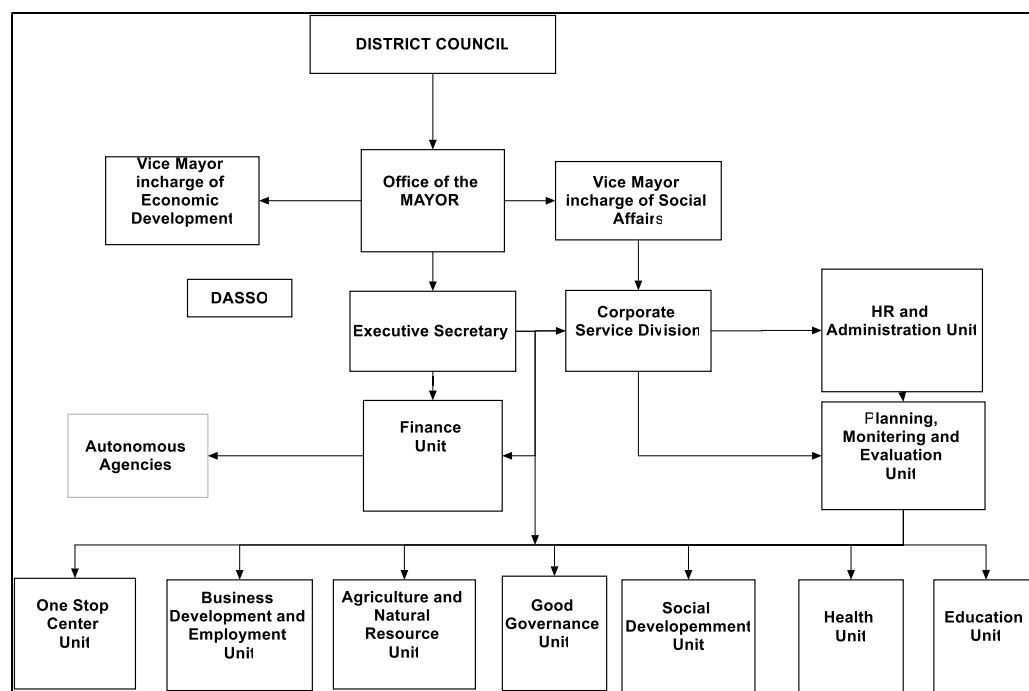 DISTRICT COUNCIL
Vice Mayor
incharge of
Economic
Development
Office of the
MAYOR
Vice Mayor
incharge of Social
Affairs
DASSO
Executive Secretary
Corporate
Service Division
HR and
Administration Unit
Autonomous
Agencies
Finance
Unit
Planning,
Monitering and
Evaluation
Unit
One Stop
Center
Unit
Business
Development and
Employment
Unit
Agriculture and
Natural
Resource
Unit
Good
Governance
Unit
Social
Developemment
Unit
Health
Unit
Education
Unit